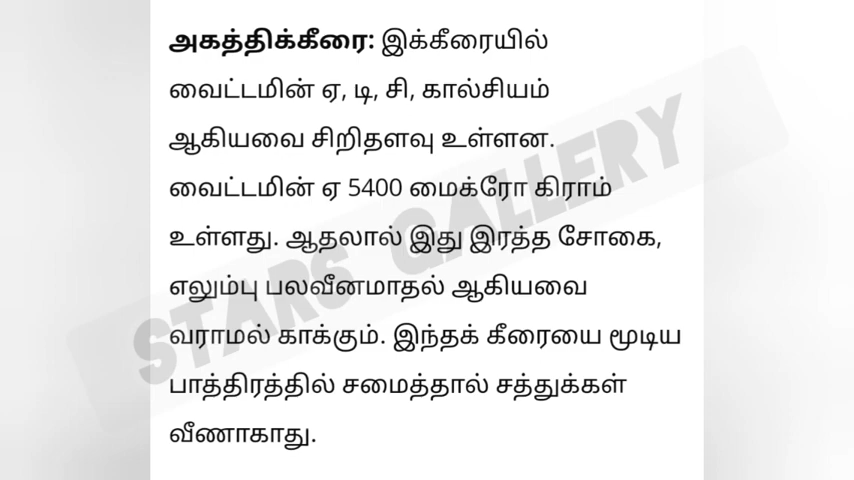 அகத்திக்கீரை: இக்கீரையில்
வைட்டமின் ஏ, டி, சி, கால்சியம்
ஆகியவை சிறிதளவு உள்ளன.
வைட்டமின் ஏ 5400 மைக்ரோ கிராம்
உள்ளது. ஆதலால் இது இரத்த சோகை,
எலும்பு பலவீனமாதல் ஆகியவை
வராமல் காக்கும். இந்தக் கீரையை மூடிய
பாத்திரத்தில் சமைத்தால் சத்துக்கள்
வீணாகாது.
STARS GALLERY